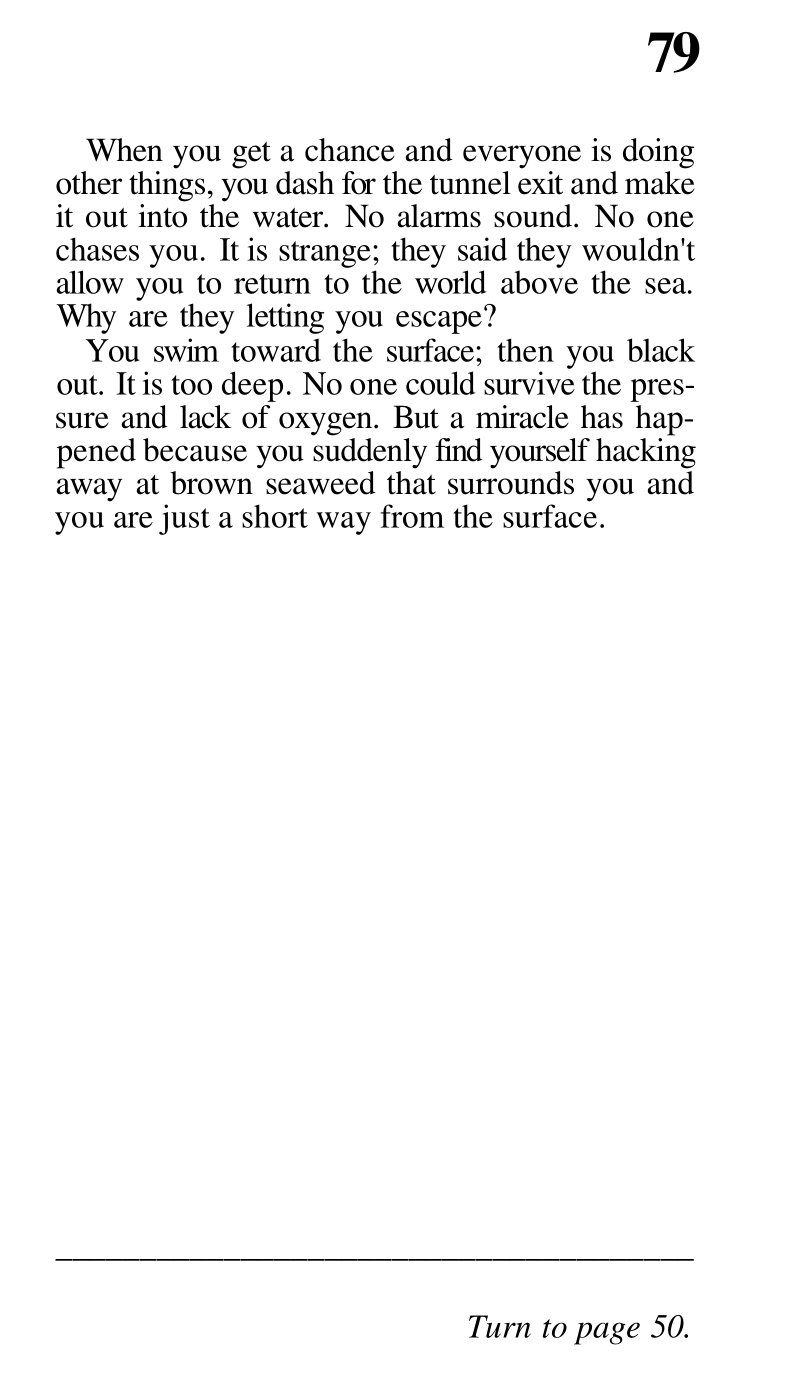 79
When you get a chance and everyone is doing
other things, you dash for the tunnel exit and make
it out into the water. No alarms sound. No one
chases you. It is strange; they said they wouldn't
allow you to return to the world above the sea.
Why are they letting you escape?
You swim toward the surface; then you black
out. It is too deep. No one could survive the pres-
sure and lack of oxygen. But a miracle has hap-
pened because you suddenly find yourself hacking
away at brown seaweed that surrounds you and
you are just a short way from the surface.
Turn to page 50.